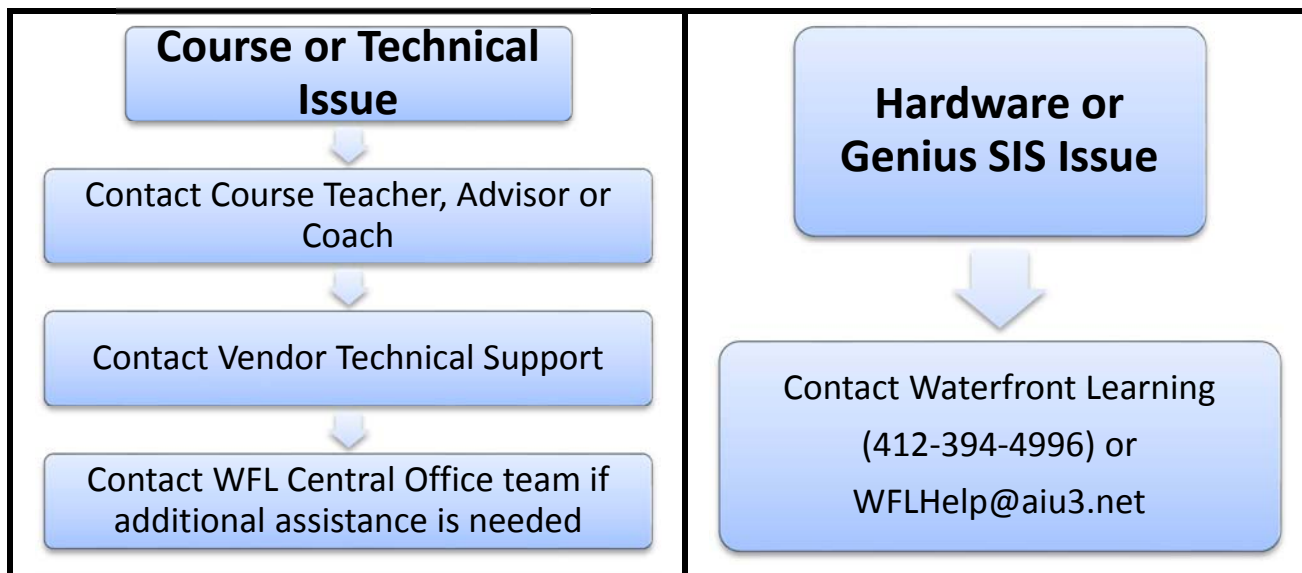 Course or Technical
Issue
Contact Course Teacher, Advisor or
Coach
Contact Vendor Technical Support
Contact WFL Central Office team if
additional assistance is needed
Hardware or
Genius SIS Issue
Contact Waterfront Learning
(412-394-4996) or
WFLHelp@aiu3.net